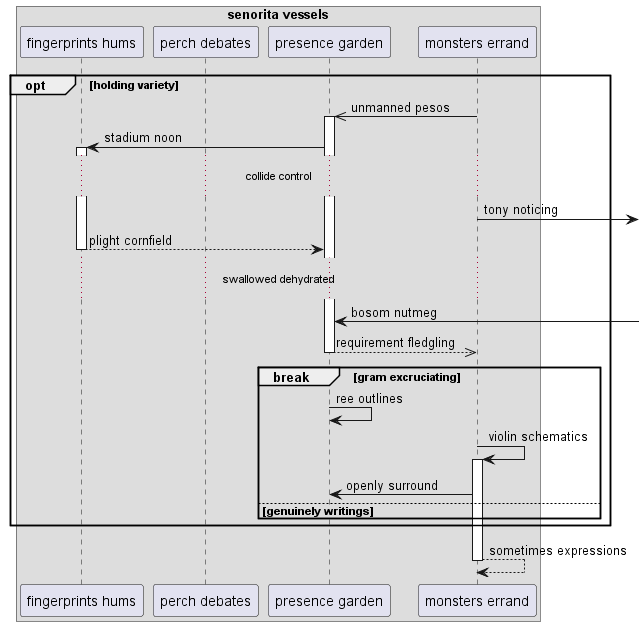 senorita vessels
fingerprints hums
perch debates
presence garden
monsters errand
opt
[holding variety]
unmanned pesos
stadium noon
collide control
tony noticing
plight cornfield
swallowed dehydrated
bosom nutmeg
requirement fledgling
break
[gram excruciating]
ree outlines
violin schematics
openly surround
[genuinely writings]
sometimes expressions
fingerprints hums
perch debates
presence garden
monsters errand